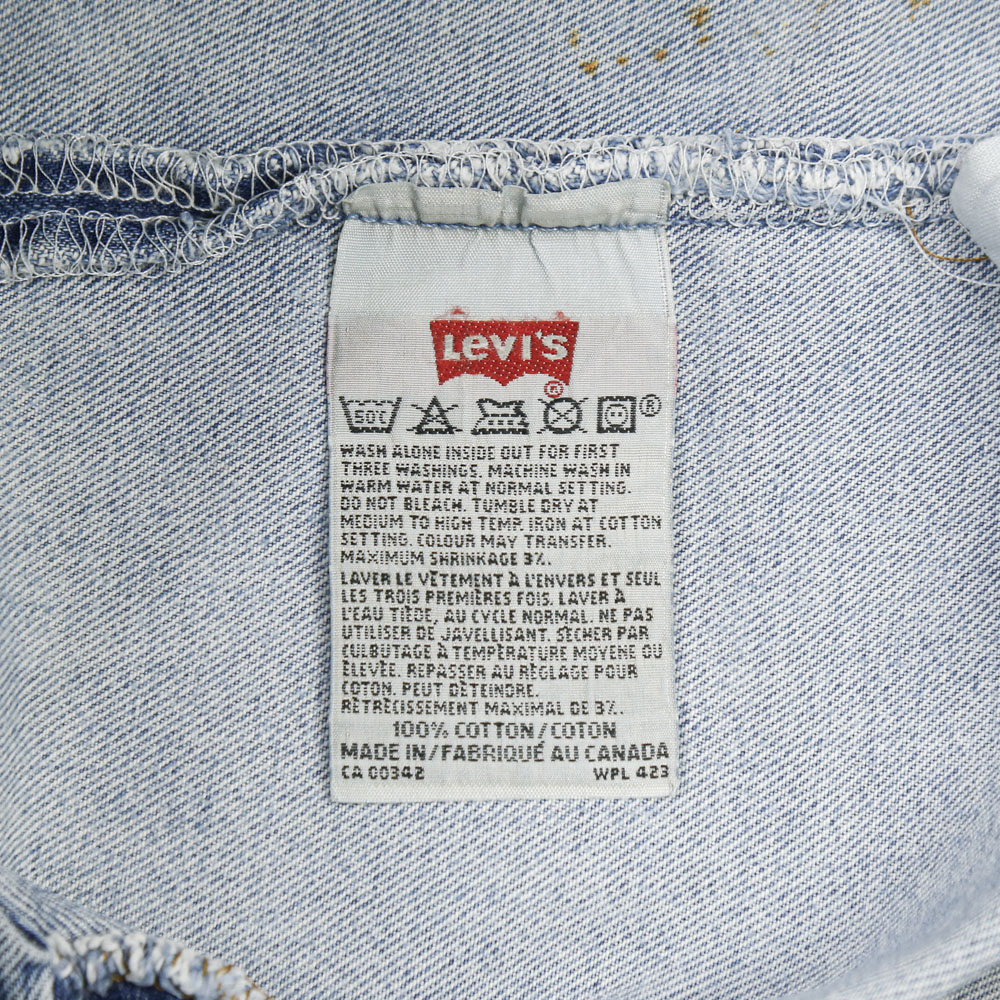 Levi's
®
50C
®
WASH ALONE INSIDE OUT FOR FIRST
THREE WASHINGS. MACHINE WASH IN
WARM WATER AT NORMAL SETTING.
DO NOT BLEACH. TUMBLE DRY AT
MEDIUM TO HIGH TEMP. IRON AT COTTON
SETTING. COLOUR MAY TRANSFER.
MAXIMUM SHRINKAGE 3%.
LAVER LE VÊTEMENT À L'ENVERS ET SEUL
LES TROIS PREMIÈRES FOIS. LAVER À
L'EAU TIÈDE, AU CYCLE NORMAL. NE PAS
UTILISER DE JAVELLISANT. SÉCHER PAR
CULBUTAGE À TEMPÉRATURE MOYENE OU
ÉLEVÉE. REPASSER AU RÉGLAGE POUR
COTON. PEUT DÉTEINDRE.
RÉTRÉCISSEMENT MAXIMAL DE 3%.
100% COTTON/COTON
MADE IN/FABRIQUÉ AU CANADA
CA 00342 WPL 423